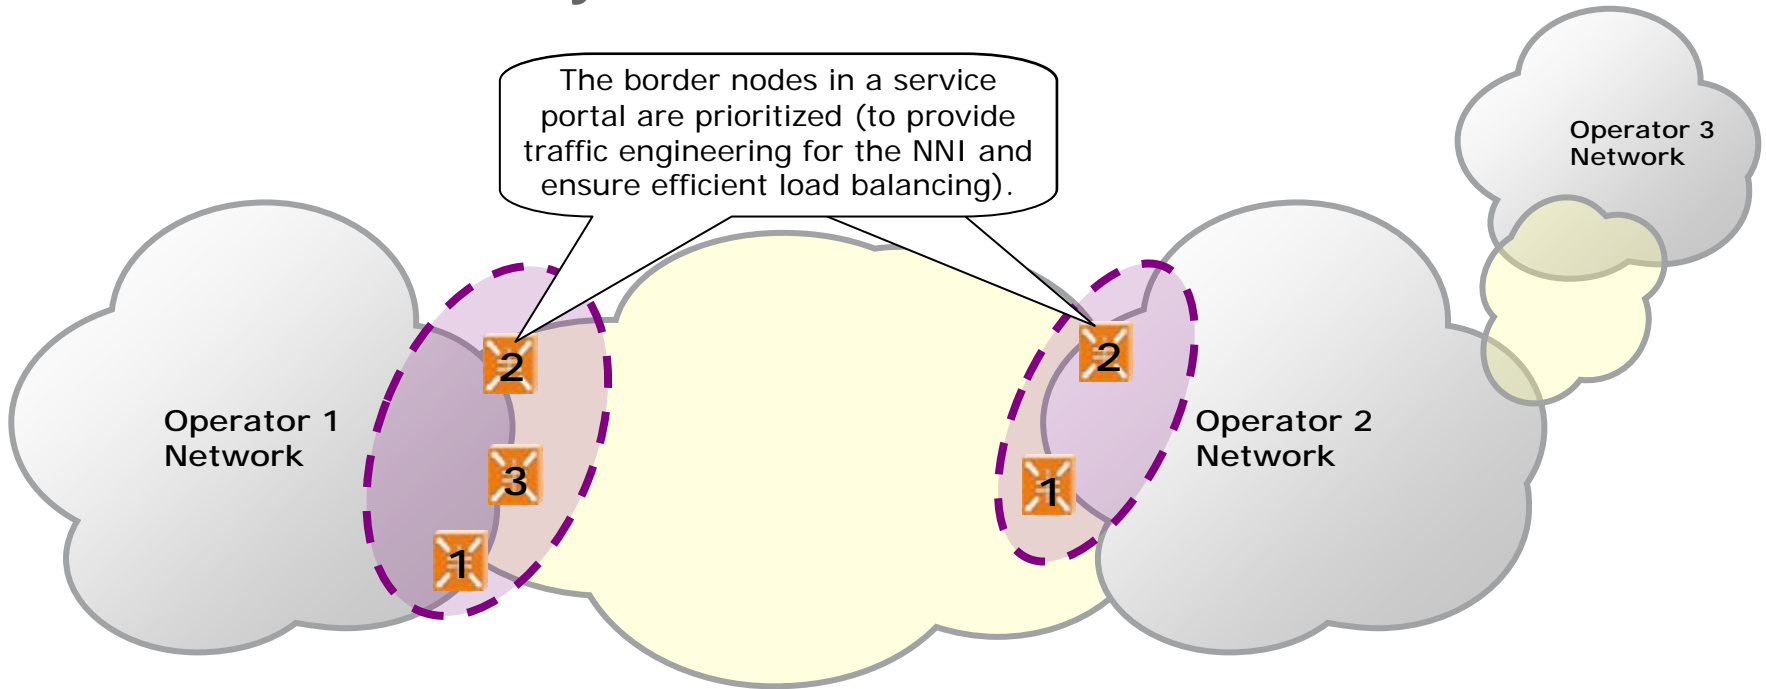 The border nodes in a service
portal are prioritized (to provide
traffic engineering for the NNI and
ensure efficient load balancing).
Operator 3
Network
2
2
Operator 1
Network
Operator 2
Network
3
1
1